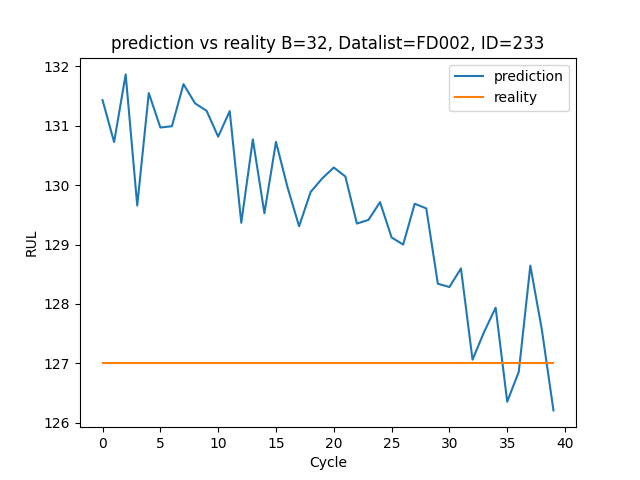 prediction vs reality B=32, Datalist=FD002, ID=233
132
131
130
129
128
127
126
RUL
prediction
reality
0 5 10 15 20 25 30 35 40
Cycle